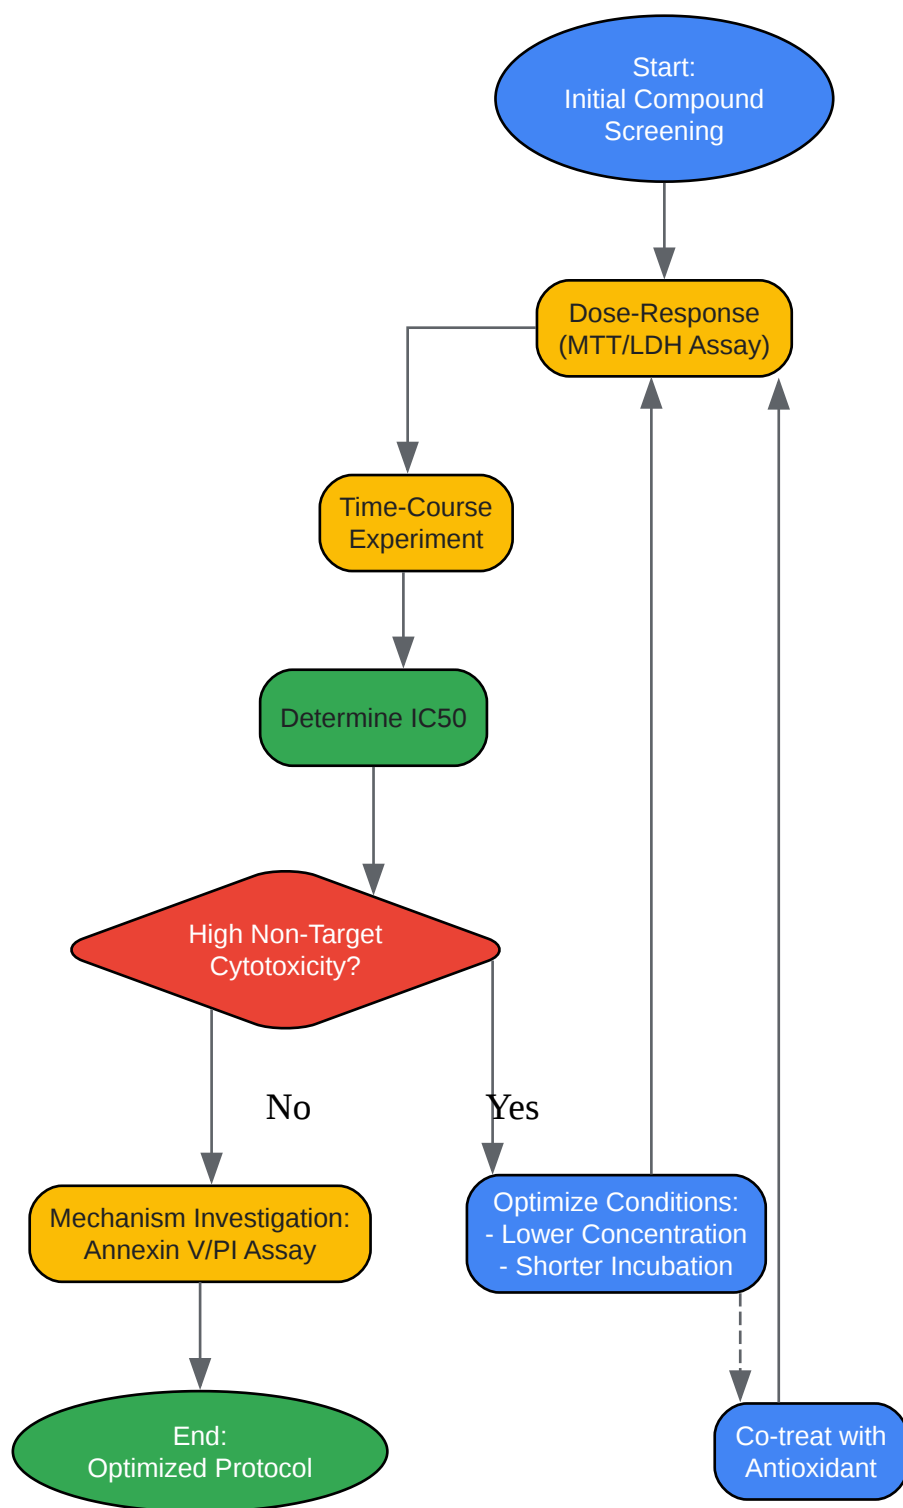 Start:
Initial Compound
Screening
Dose-Response
(MTT/LDH Assay)
Time-Course
Experiment
Determine IC50
High Non-Target
Cytotoxicity?
No
Yes
Mechanism Investigation:
Annexin V/PI Assay
Optimize Conditions:
- Lower Concentration
- Shorter Incubation
End:
Optimized Protocol
Co-treat with
Antioxidant